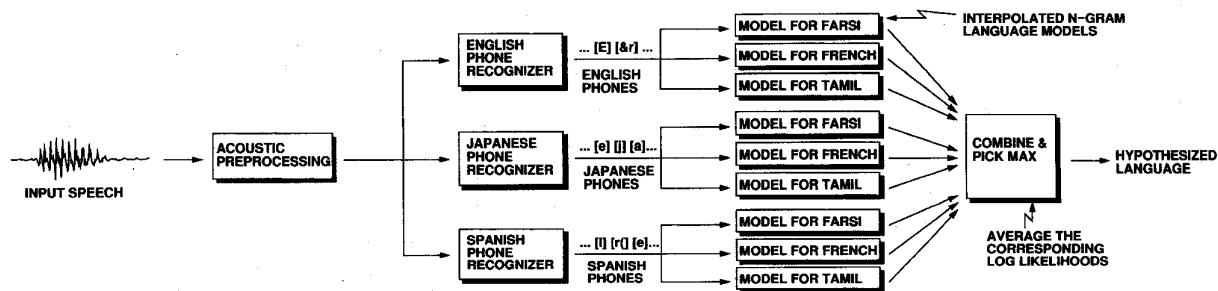 INPUT SPEECH
ACOUSTIC
PREPROCESSING
ENGLISH
PHONE
RECOGNIZER
... [E] [&r] ...
ENGLISH
PHONES
MODEL FOR FARSI
MODEL FOR FRENCH
MODEL FOR TAMIL
INTERPOLATED N-GRAM
LANGUAGE MODELS
JAPANESE
PHONE
RECOGNIZER
... [e] [j] [a]...
JAPANESE
PHONES
MODEL FOR FARSI
MODEL FOR FRENCH
MODEL FOR TAMIL
SPANISH
PHONE
RECOGNIZER
... [l] [r(] [e]...
SPANISH
PHONES
MODEL FOR FARSI
MODEL FOR FRENCH
MODEL FOR TAMIL
COMBINE &
PICK MAX
HYPOTHESIZED
LANGUAGE
AVERAGE THE
CORRESPONDING
LOG LIKELIHOODS